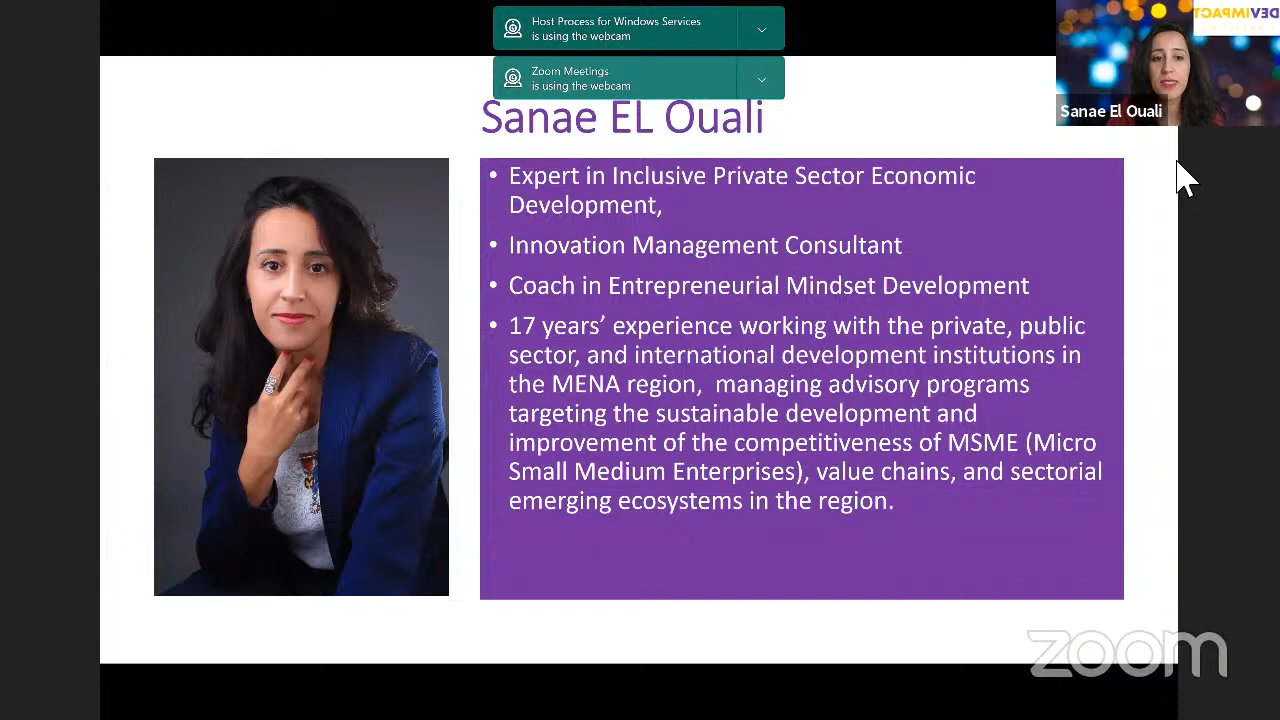 Host Process for Windows Services
is using the webcam
Zoom Meetings
is using the webcam
DEVIMPACT
Sanae El Ouali
Sanae EL Ouali
• Expert in Inclusive Private Sector Economic
Development,
• Innovation Management Consultant
• Coach in Entrepreneurial Mindset Development
• 17 years’ experience working with the private, public
sector, and international development institutions in
the MENA region,  managing advisory programs
targeting the sustainable development and
improvement of the competitiveness of MSME (Micro
Small Medium Enterprises), value chains, and sectorial
emerging ecosystems in the region.
zoom